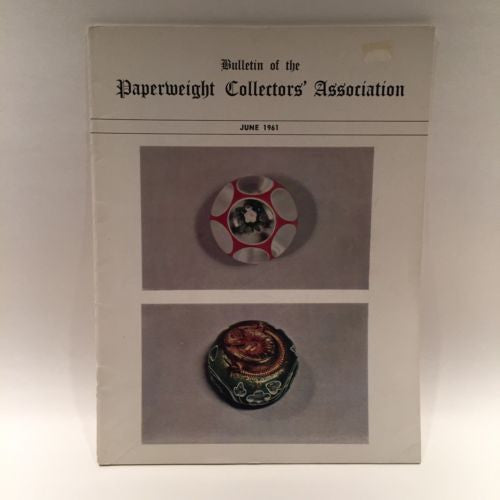 Bulletin of the
Paperweight Collectors' Association
JUNE 1961